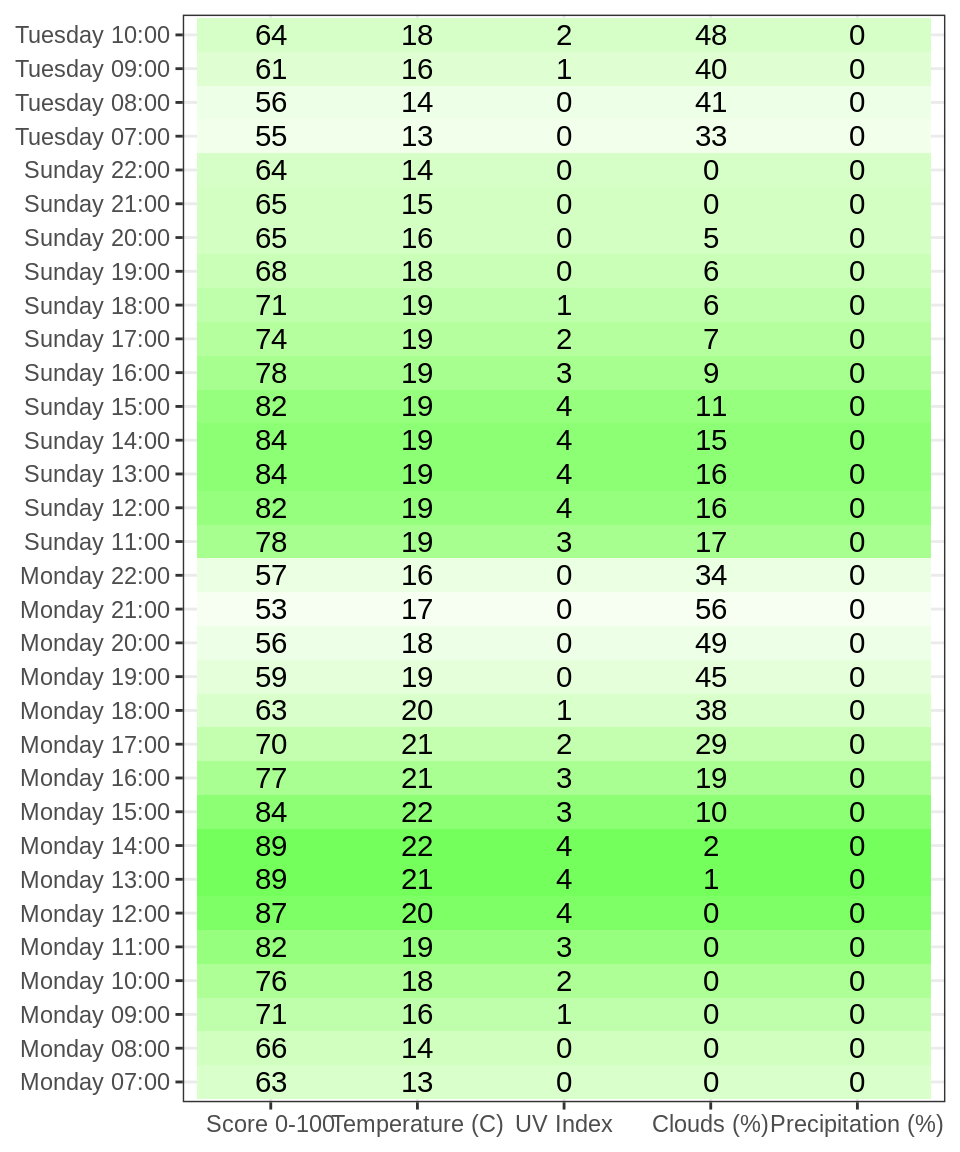 Tuesday 10:00 64 18 2 48 0
Tuesday 09:00 61 16 1 40 0
Tuesday 08:00 56 14 0 41 0
Tuesday 07:00 55 13 0 33 0
Sunday 22:00 64 14 0 0 0
Sunday 21:00 65 15 0 0 0
Sunday 20:00 65 16 0 5 0
Sunday 19:00 68 18 0 6 0
Sunday 18:00 71 19 1 6 0
Sunday 17:00 74 19 2 7 0
Sunday 16:00 78 19 3 9 0
Sunday 15:00 82 19 4 11 0
Sunday 14:00 84 19 4 15 0
Sunday 13:00 84 19 4 16 0
Sunday 12:00 82 19 4 16 0
Sunday 11:00 78 19 3 17 0
Monday 22:00 57 16 0 34 0
Monday 21:00 53 17 0 56 0
Monday 20:00 56 18 0 49 0
Monday 19:00 59 19 0 45 0
Monday 18:00 63 20 1 38 0
Monday 17:00 70 21 2 29 0
Monday 16:00 77 21 3 19 0
Monday 15:00 84 22 3 10 0
Monday 14:00 89 22 4 2 0
Monday 13:00 89 21 4 1 0
Monday 12:00 87 20 4 0 0
Monday 11:00 82 19 3 0 0
Monday 10:00 76 18 2 0 0
Monday 09:00 71 16 1 0 0
Monday 08:00 66 14 0 0 0
Monday 07:00 63 13 0 0 0
Score 0-100 Temperature (C) UV Index Clouds (%) Precipitation (%)